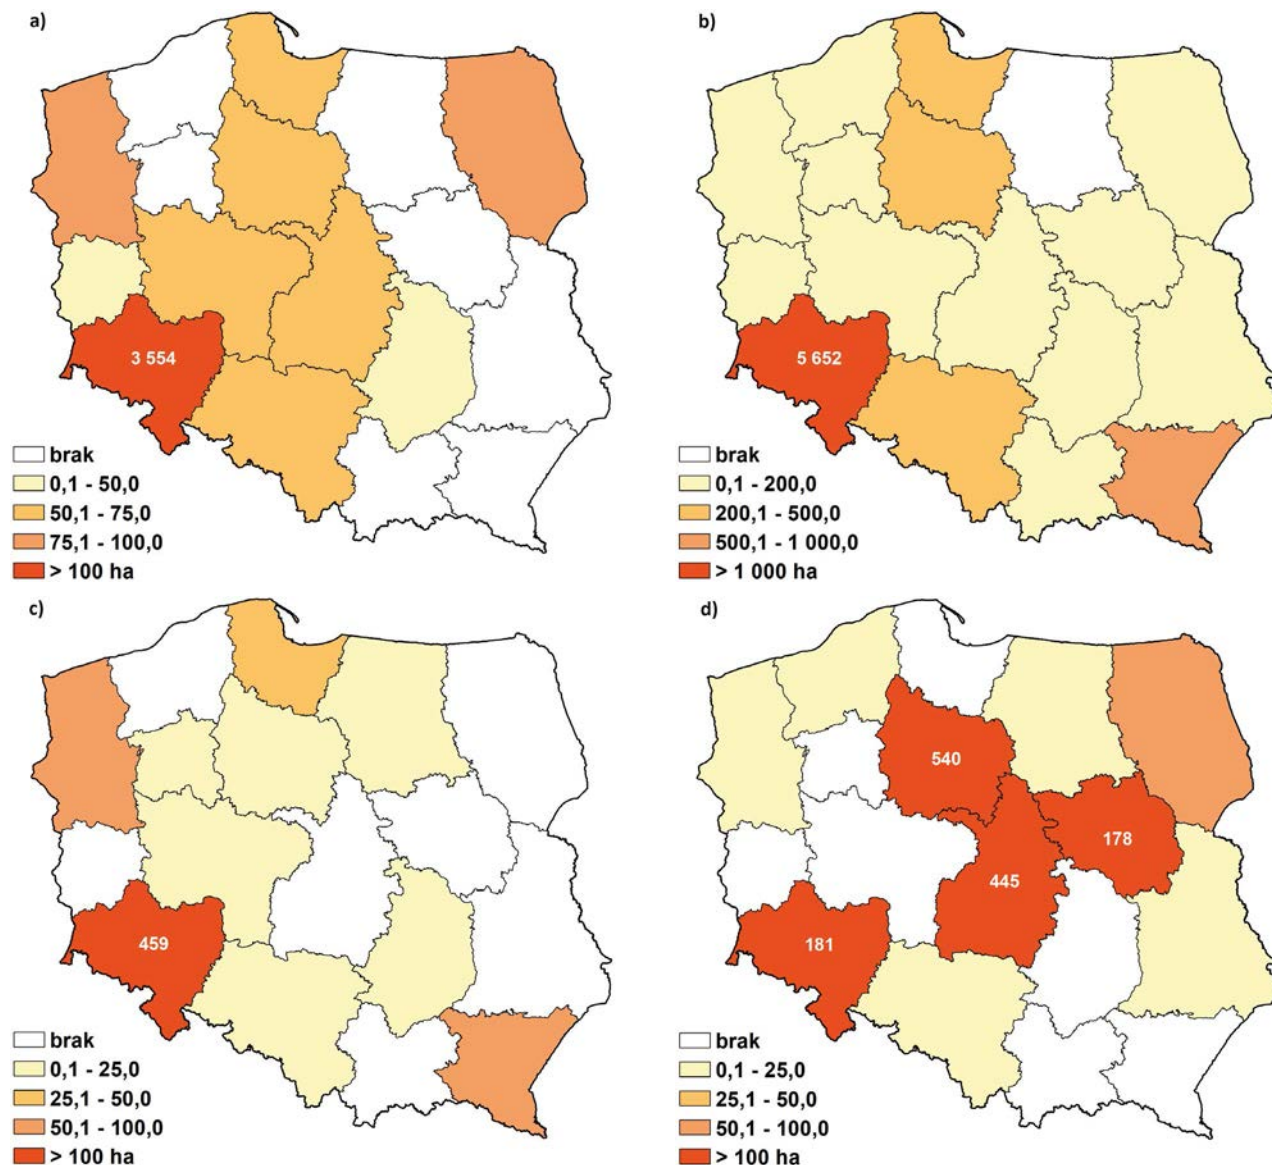 a)
3 554
brak
0,1 - 50,0
50,1 - 75,0
75,1 - 100,0
> 100 ha
b)
5 652
brak
0,1 - 200,0
200,1 - 500,0
500,1 - 1 000,0
> 1 000 ha
c)
459
brak
0,1 - 25,0
25,1 - 50,0
50,1 - 100,0
> 100 ha
d)
540
178
445
181
brak
0,1 - 25,0
25,1 - 50,0
50,1 - 100,0
> 100 ha